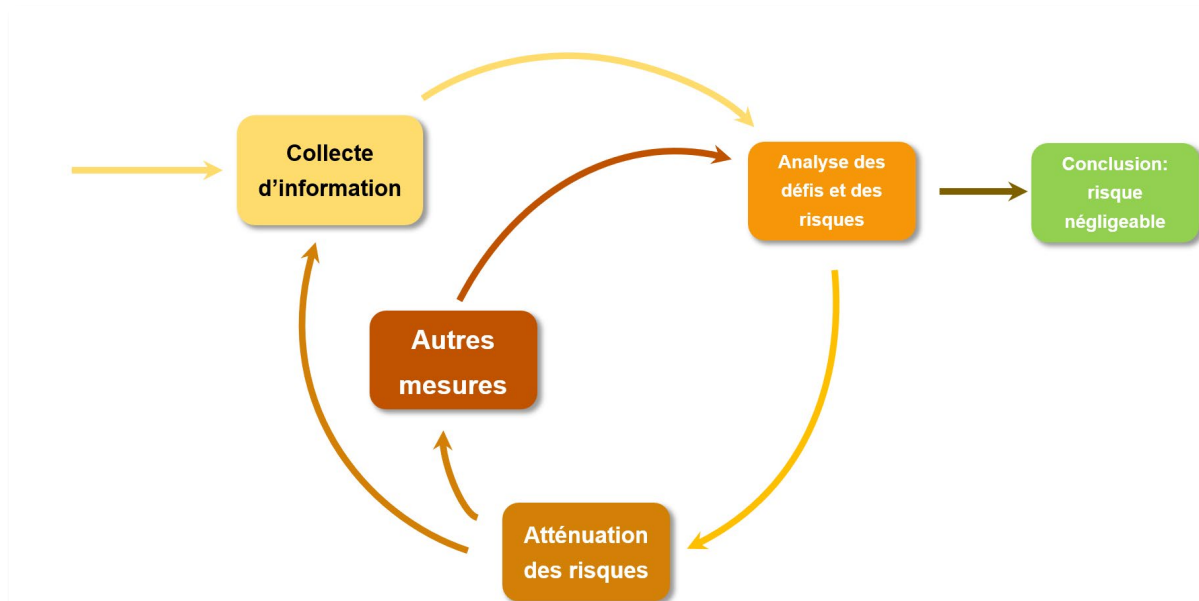 Collecte
d’information
Analyse des
défis et des
risques
Conclusion:
risque
négligeable
Autres
mesures
Atténuation
des risques